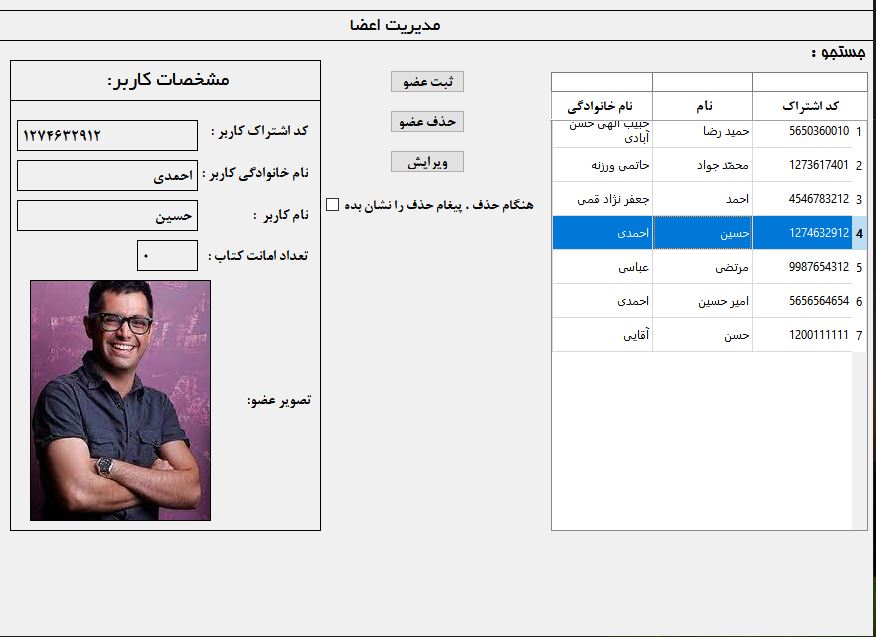 مدیریت اعضا
جستجو :
کد اشتراک نام نام خانوادگی
1 5650360010 حمید رضا حبیب الهی حسن آبادی
2 1273617401 محمّد جواد حاتمی ورزنه
3 4546783212 احمد جعفر نژاد قمی
4 1274632912 حسین احمدی
5 9987654312 مرتضی عباسی
6 5656564654 امیر حسین احمدی
7 1200111111 حسن آقایی
ثبت عضو
حذف عضو
ویرایش
هنگام حذف ، پیغام حذف را نشان بده
مشخصات کاربر:
کد اشتراک کاربر : ۱۲۷۴۶۳۲۹۱۲
نام خانوادگی کاربر : احمدی
نام کاربر : حسین
تعداد امانت کتاب : ۰
تصویر عضو: